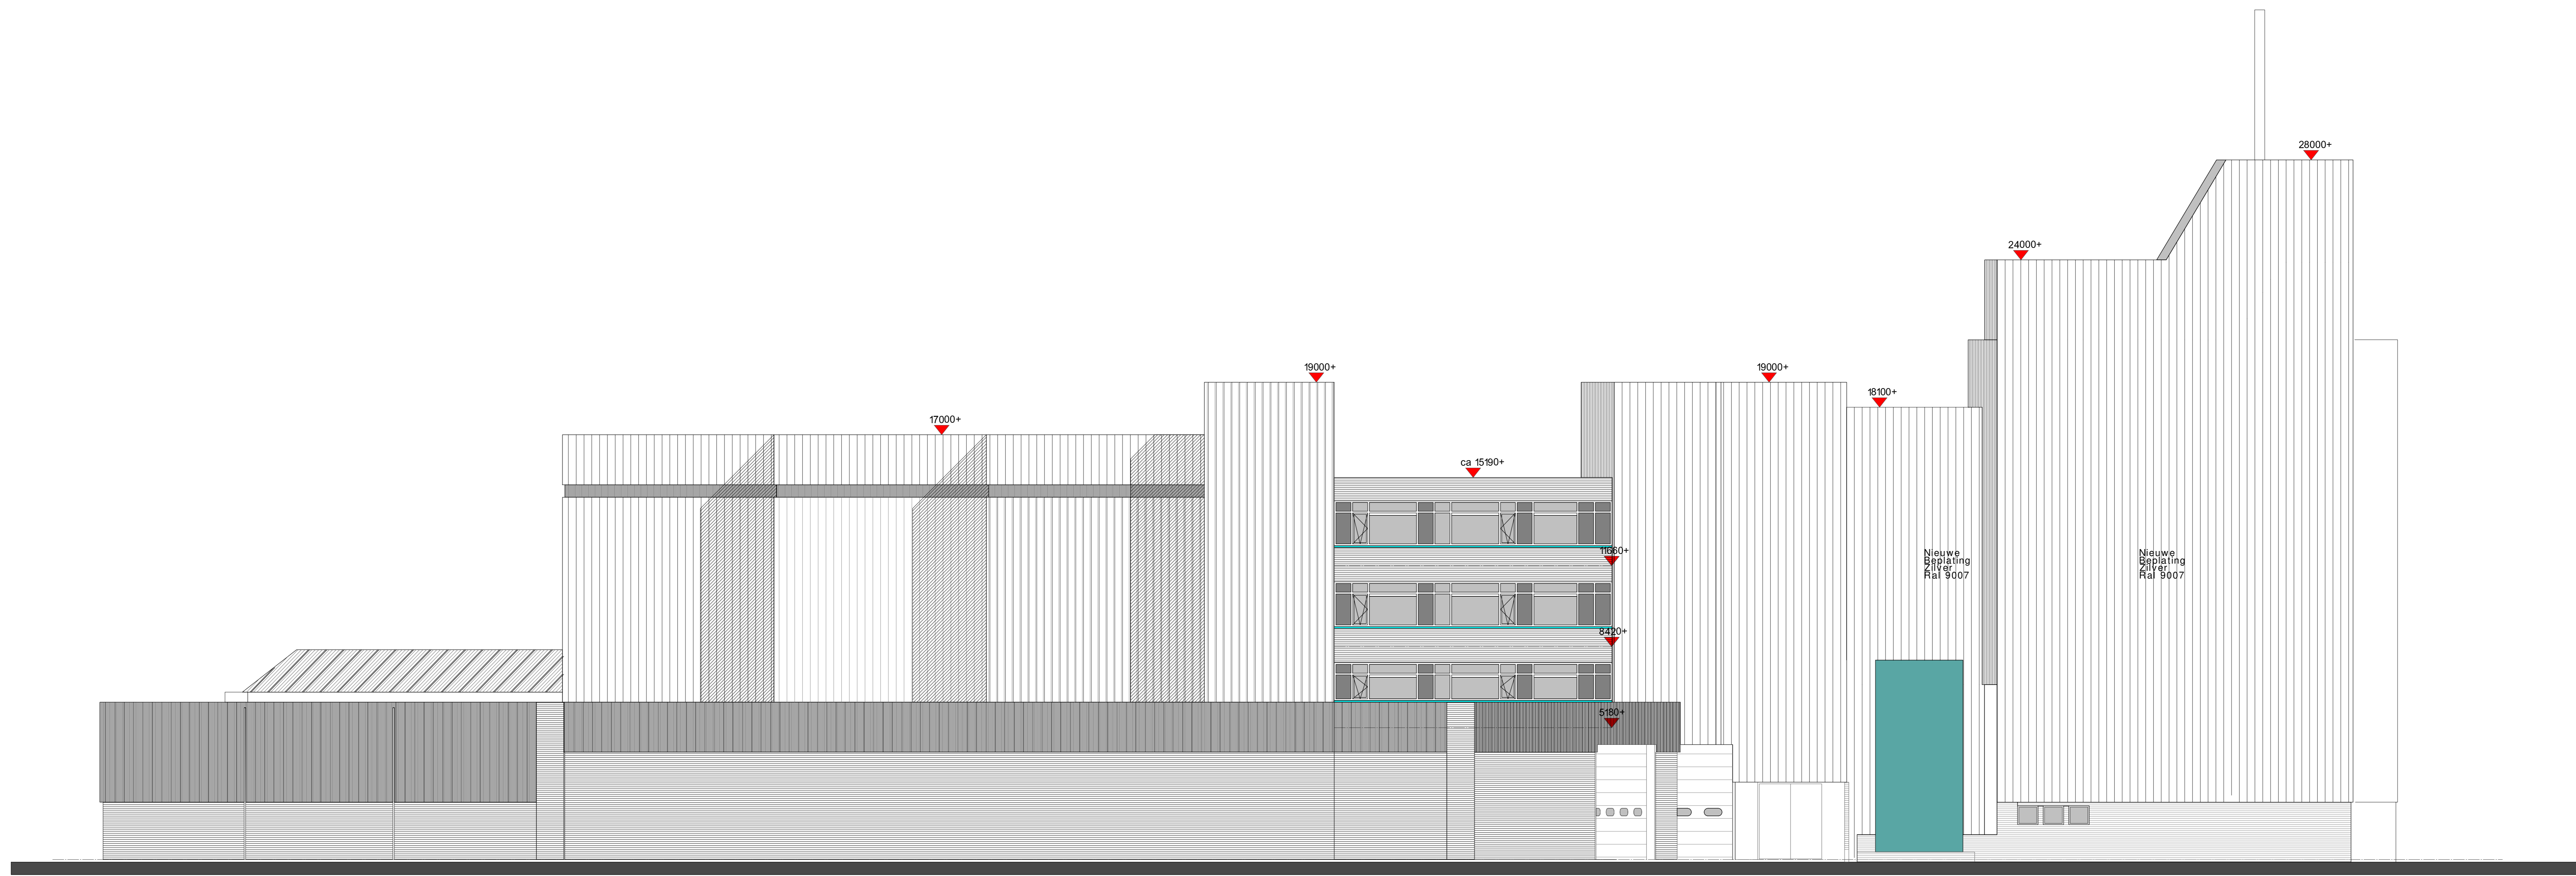 28000+
24000+
19000+
19000+
18100+
17000+
ca 15190+
11660+
Nieuwe
Beplating
Zilver
Ral 9007
Nieuwe
Beplating
Zilver
Ral 9007
8420+
5180+